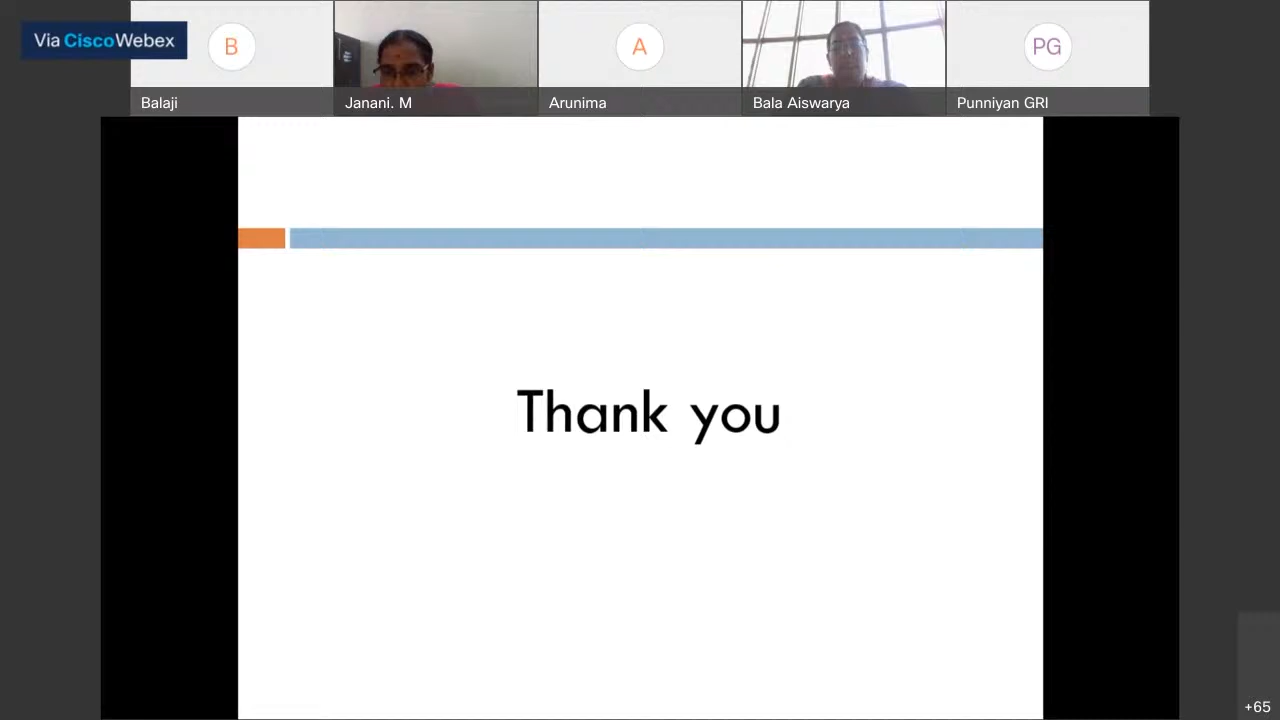 Via CiscoWebex
B
A
PG
Balaji
Janani. M
Arunima
Bala Aiswarya
Punniyan GRI
Thank you
+65